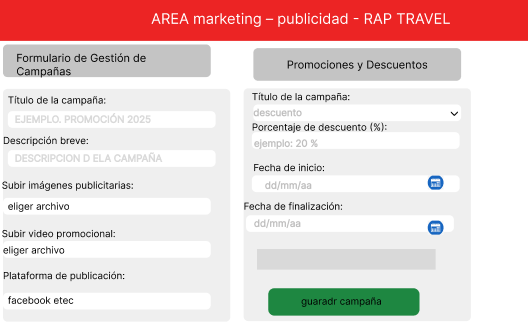 AREA marketing – publicidad - RAP TRAVEL
Formulario de Gestión de
Campañas
Título de la campaña:
EJEMPLO. PROMOCIÓN 2025
Descripción breve:
DESCRIPCION D ELA CAMPAÑA
Subir imágenes publicitarias:
eliger archivo
Subir video promocional:
eliger archivo
Plataforma de publicación:
facebook etec
Promociones y Descuentos
Título de la campaña:
descuento
Porcentaje de descuento (%):
ejemplo: 20 %
Fecha de inicio:
dd/mm/aa
Fecha de finalización:
dd/mm/aa
guaradr campaña